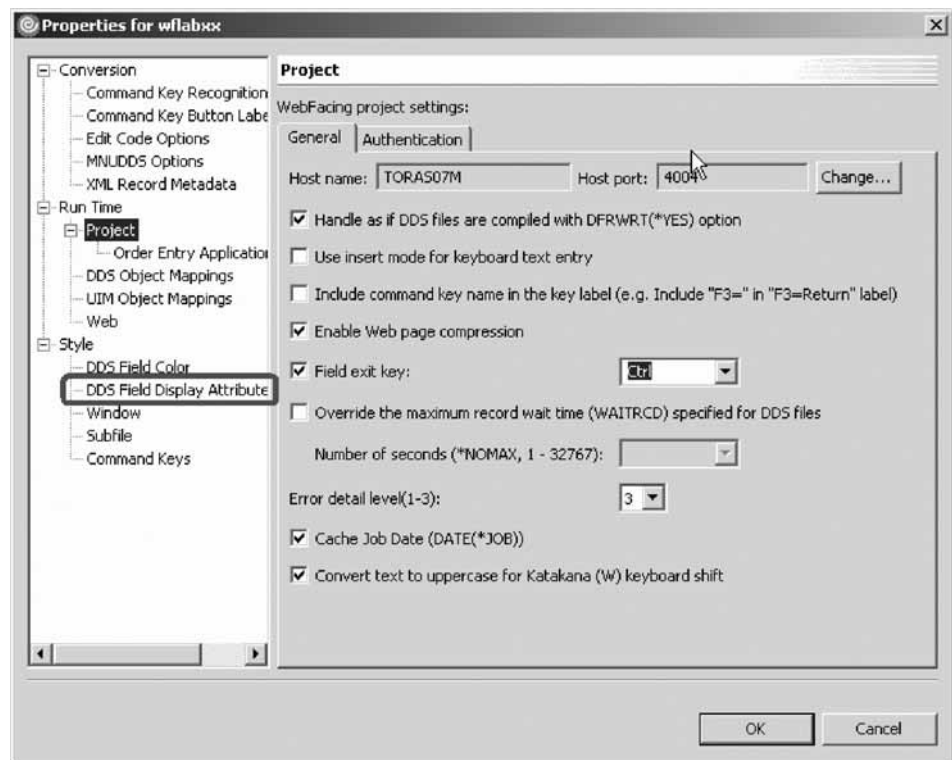 Properties for wflabxx
Conversion
Command Key Recognition
Command Key Button Labe
Edit Code Options
MNUDDS Options
XML Record Metadata
Run Time
Project
Order Entry Application
DDS Object Mappings
UIM Object Mappings
Web
Style
DDS Field Color
DDS Field Display Attribute
Window
Subfile
Command Keys
Project
WebFacing project settings:
General Authentication
Host name: TORAS07M Host port: 4004 Change...
Handle as if DDS files are compiled with DFRWRT(*YES) option
Use insert mode for keyboard text entry
Include command key name in the key label (e.g. Include "F3=" in "F3=Return" label)
Enable Web page compression
Field exit key: Ctrl
Override the maximum record wait time (WAITRCD) specified for DDS files
Number of seconds (*NOMAX, 1 - 32767):
Error detail level(1-3): 3
Cache Job Date (DATE(*JOB))
Convert text to uppercase for Katakana (W) keyboard shift
OK Cancel